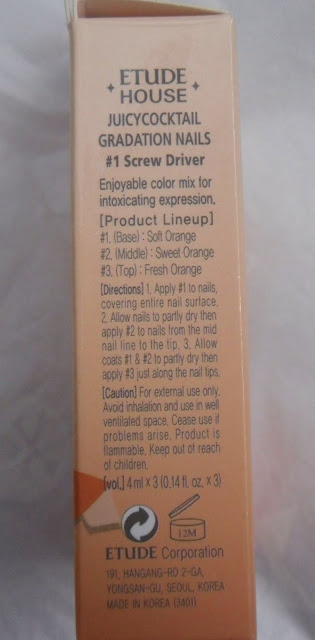 ETUDE
HOUSE
JUICYCOCKTAIL
GRADATION NAILS
#1 Screw Driver
Enjoyable color mix for
intoxicating expression.
[Product Lineup]
#1. (Base) : Soft Orange
#2. (Middle) : Sweet Orange
#3. (Top) : Fresh Orange
[Directions] 1. Apply #1 to nails,
covering entire nail surface.
2. Allow nails to partly dry then
apply #2 to nails from the mid
nail line to the tip. 3. Allow
coats #1 & #2 to partly dry then
apply #3 just along the nail tips.
[Caution] For external use only.
Avoid inhalation and use in well
ventilated space. Cease use if
problems arise. Product is
flammable. Keep out of reach
of children.
[vol.] 4ml x 3 (0.14 fl. oz. x 3)
12M
ETUDE Corporation
191, HANGANG-RO 2-GA,
YONGSAN-GU, SEOUL, KOREA
MADE IN KOREA (3401)